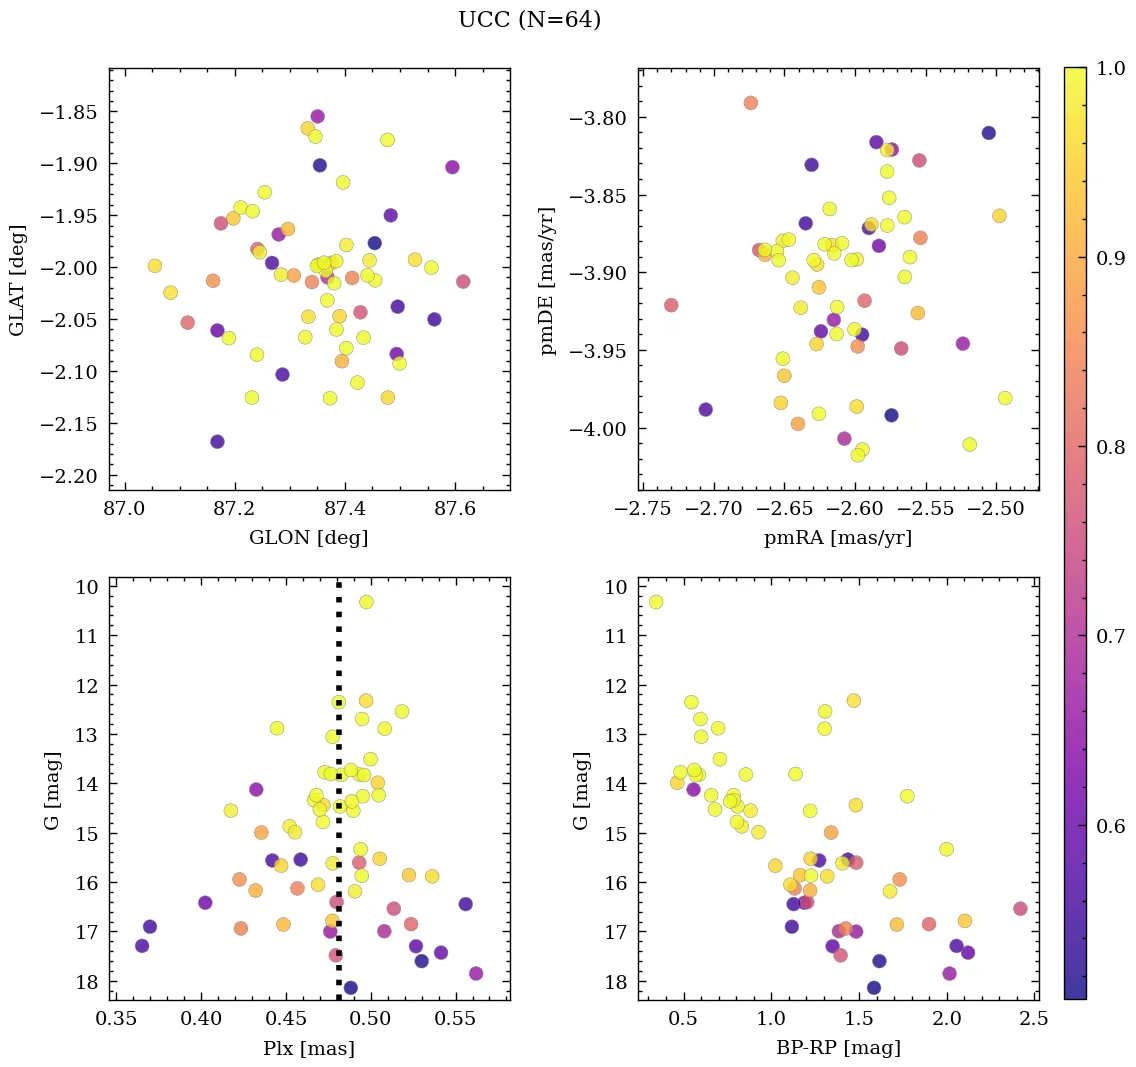 UCC (N=64)
−1.85
−1.90
−1.95
−2.00
−2.05
−2.10
−2.15
−2.20
GLAT [deg]
87.0 87.2 87.4 87.6
GLON [deg]
−3.80
−3.85
−3.90
−3.95
−4.00
pmDE [mas/yr]
−2.75 −2.70 −2.65 −2.60 −2.55 −2.50
pmRA [mas/yr]
1.0
0.9
0.8
0.7
0.6
10
11
12
13
14
15
16
17
18
G [mag]
0.35 0.40 0.45 0.50 0.55
Plx [mas]
10
11
12
13
14
15
16
17
18
G [mag]
0.5 1.0 1.5 2.0 2.5
BP-RP [mag]